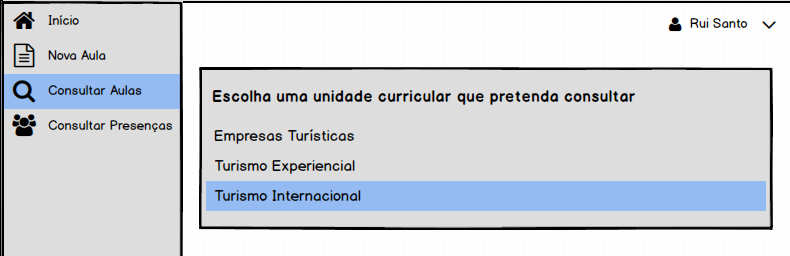 Início
Nova Aula
Consultar Aulas
Consultar Presenças
Rui Santo
Escolha uma unidade curricular que pretenda consultar
Empresas Turísticas
Turismo Experiencial
Turismo Internacional